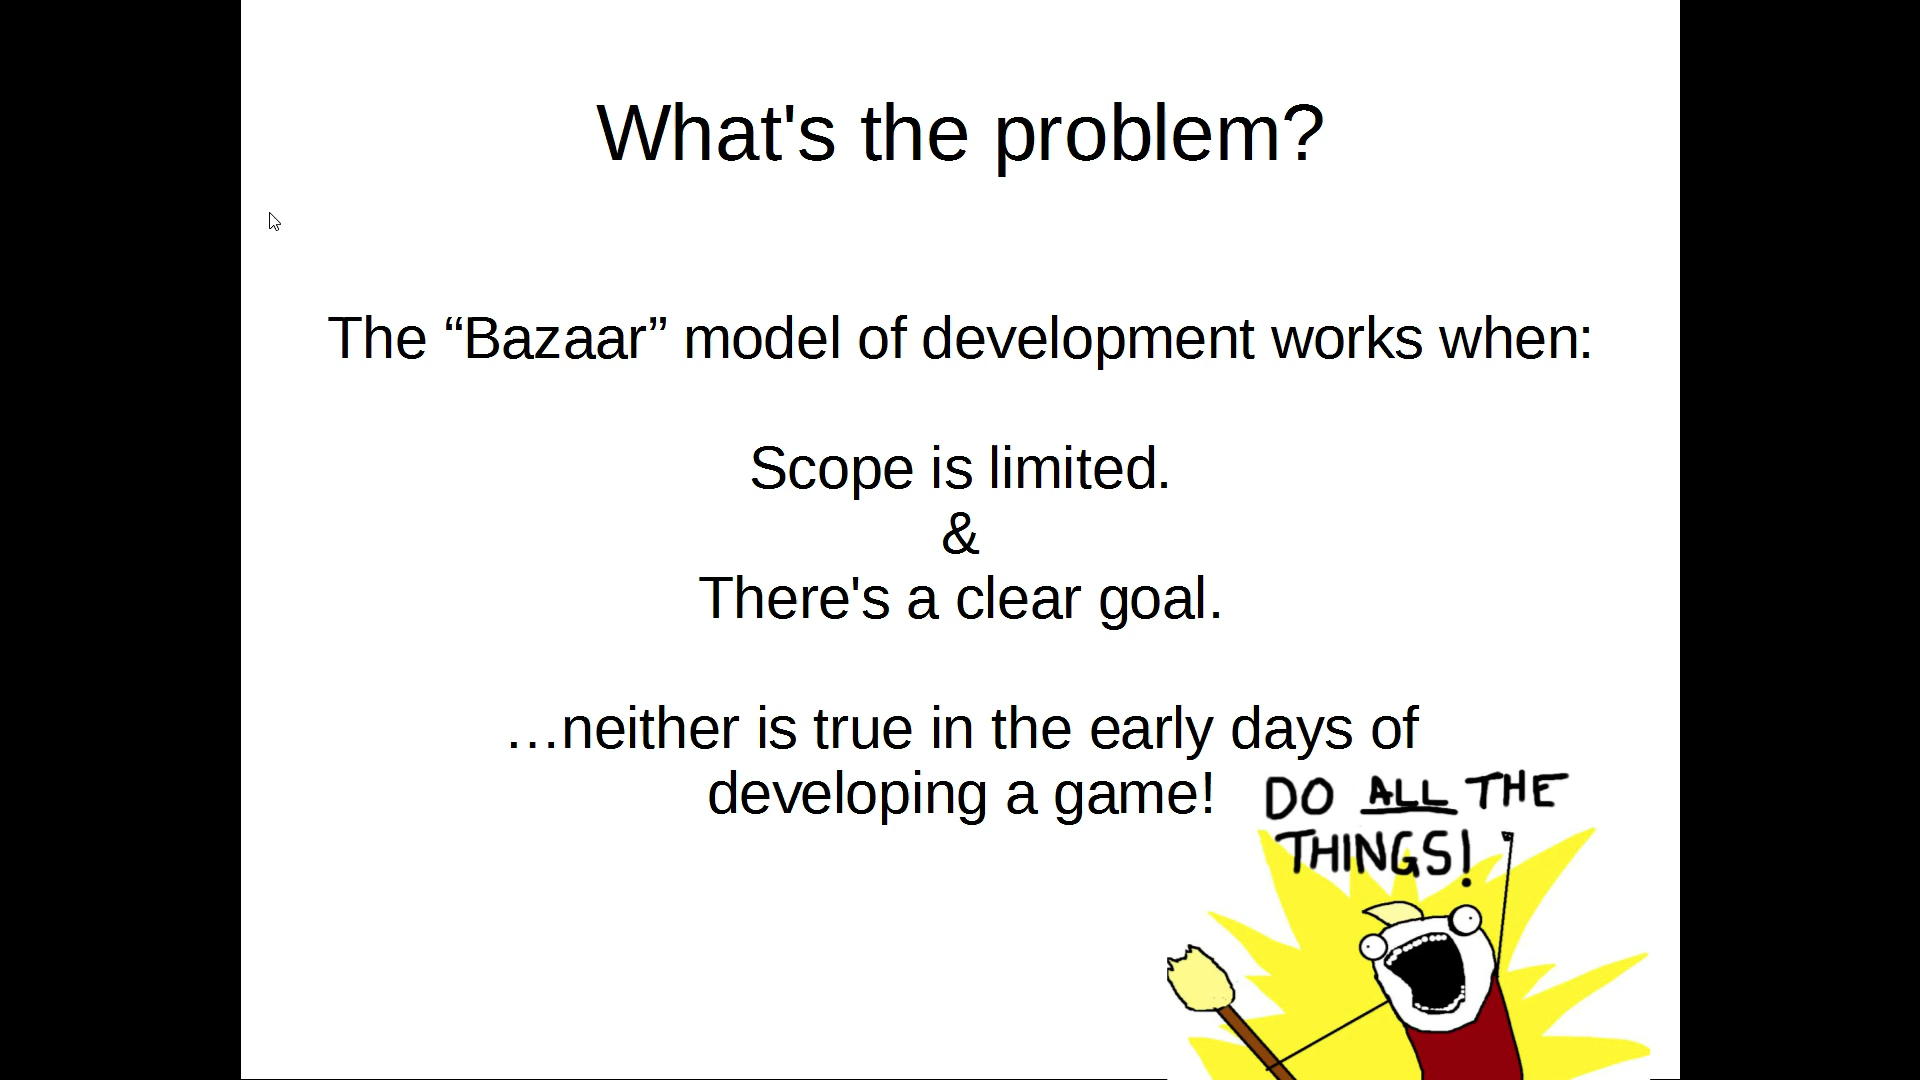 What's the problem?
The “Bazaar” model of development works when:
Scope is limited.
&
There's a clear goal.
…neither is true in the early days of
developing a game!
DO ALL THE
THINGS!